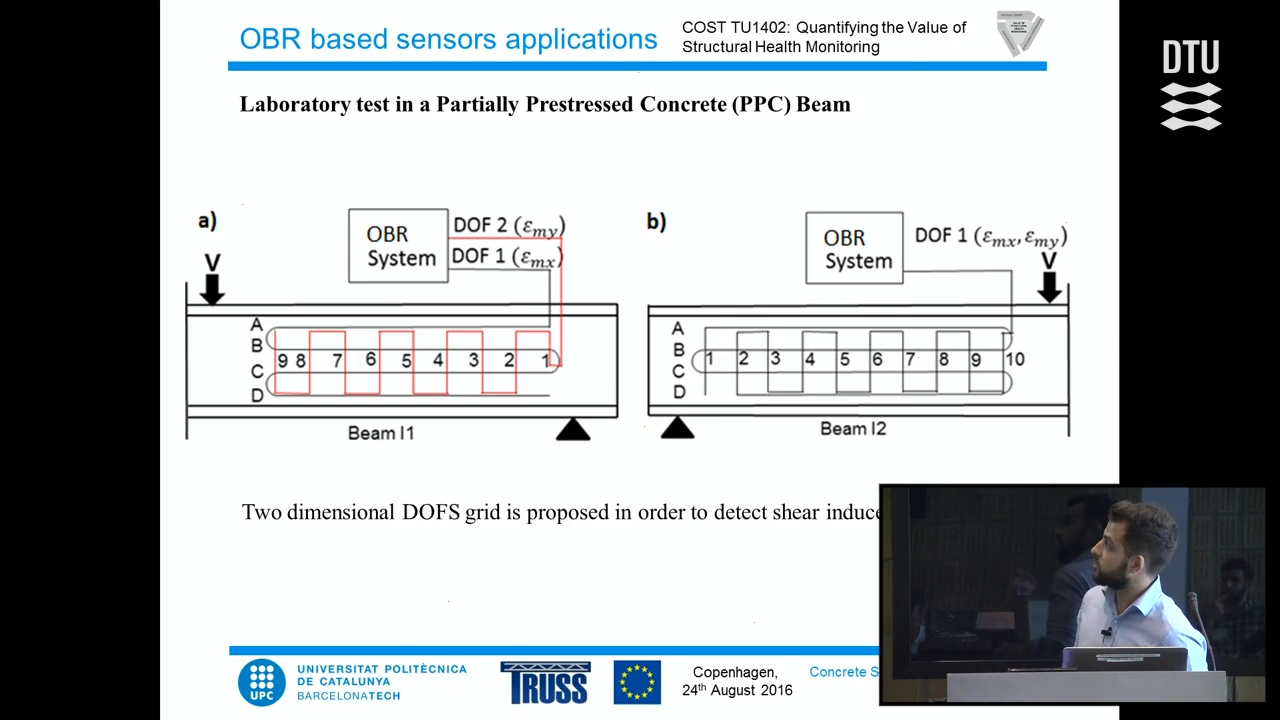 OBR based sensors applications
COST TU1402: Quantifying the Value of
Structural Health Monitoring
DTU
Laboratory test in a Partially Prestressed Concrete (PPC) Beam
a)
OBR
System
DOF 2 (εmy)
DOF 1 (εmx)
V
A
B
C
D
9 8 7 6 5 4 3 2 1
Beam I1
b)
OBR
System
DOF 1 (εmx, εmy)
V
A
B
C
D
1 2 3 4 5 6 7 8 9 10
Beam I2
Two dimensional DOFS grid is proposed in order to detect shear induce
UPC
UNIVERSITAT POLITÈCNICA
DE CATALUNYA
BARCELONATECH
TRUSS
Copenhagen,
24th August 2016
Concrete S